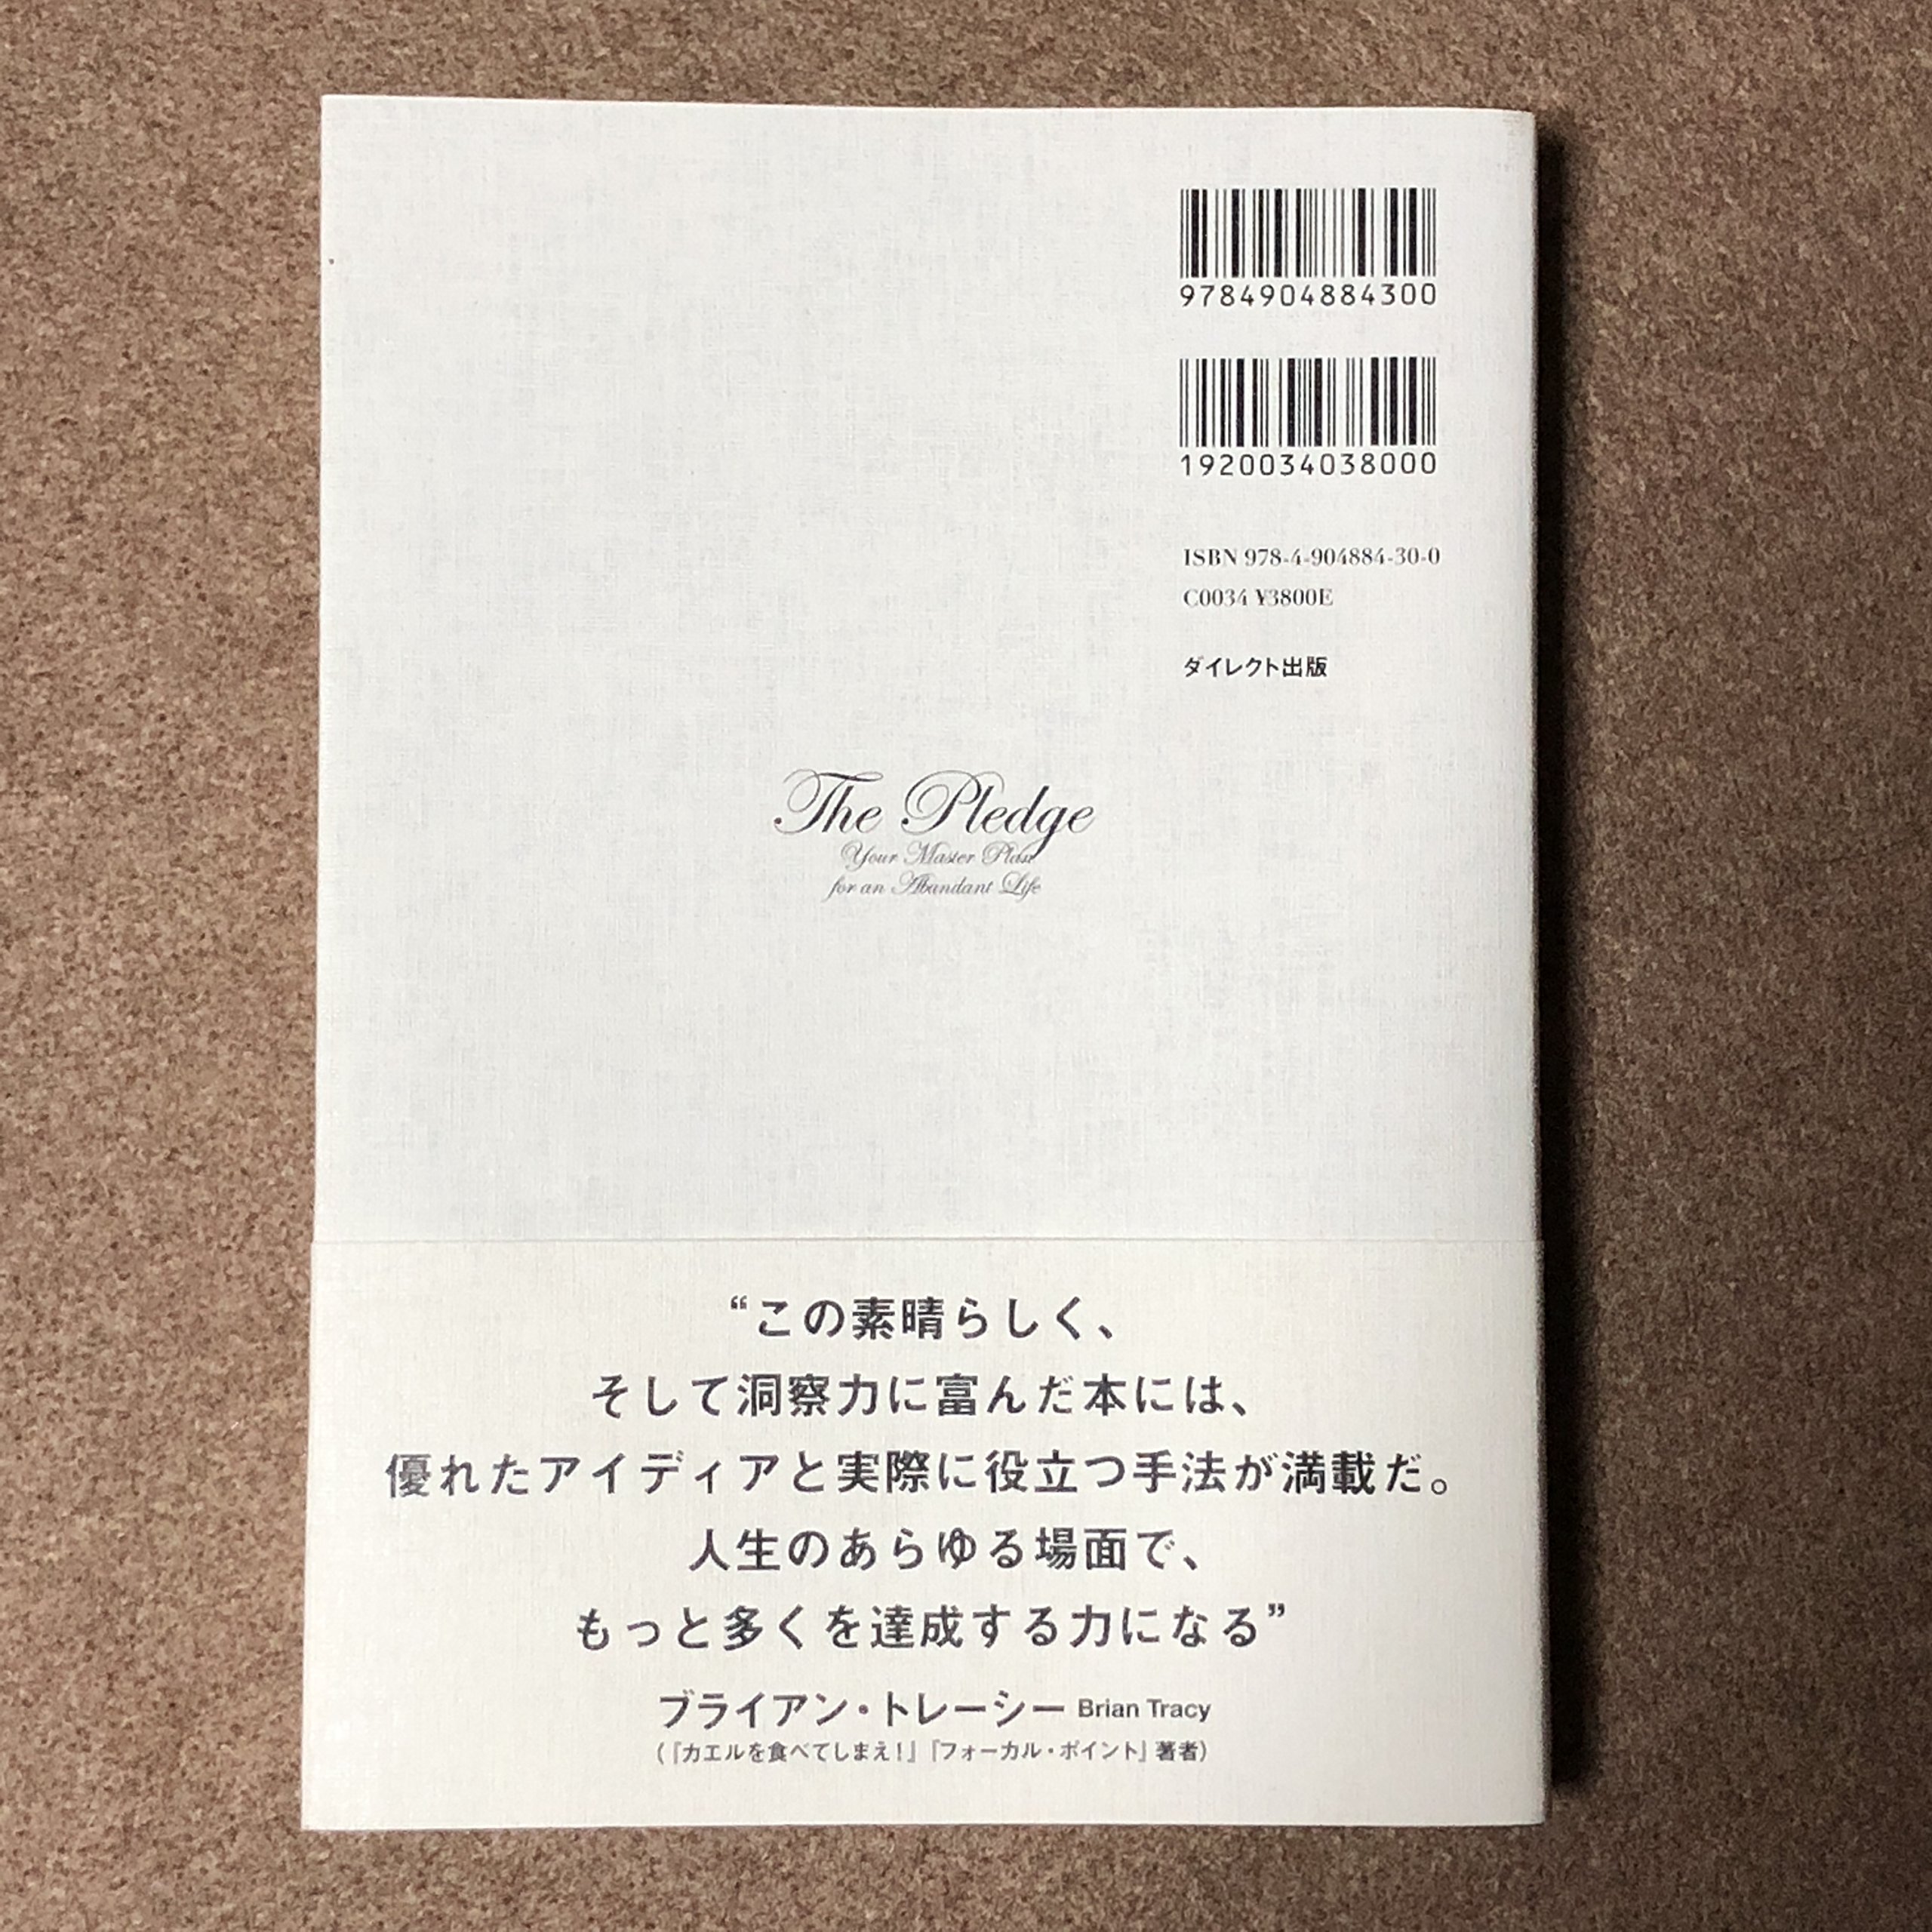 9784904884300
1920034038000
ISBN 978-4-904884-30-0
C0034 ¥3800E
ダイレクト出版
The Pledge
Your Master Plan
for an Abandant Life
“この素晴らしく、
そして洞察力に富んだ本には、
優れたアイディアと実際に役立つ手法が満載だ。
人生のあらゆる場面で、
もっと多くを達成する力になる”
ブライアン・トレーシー Brian Tracy
(『カエルを食べてしまえ！』『フォーカル・ポイント』著者)